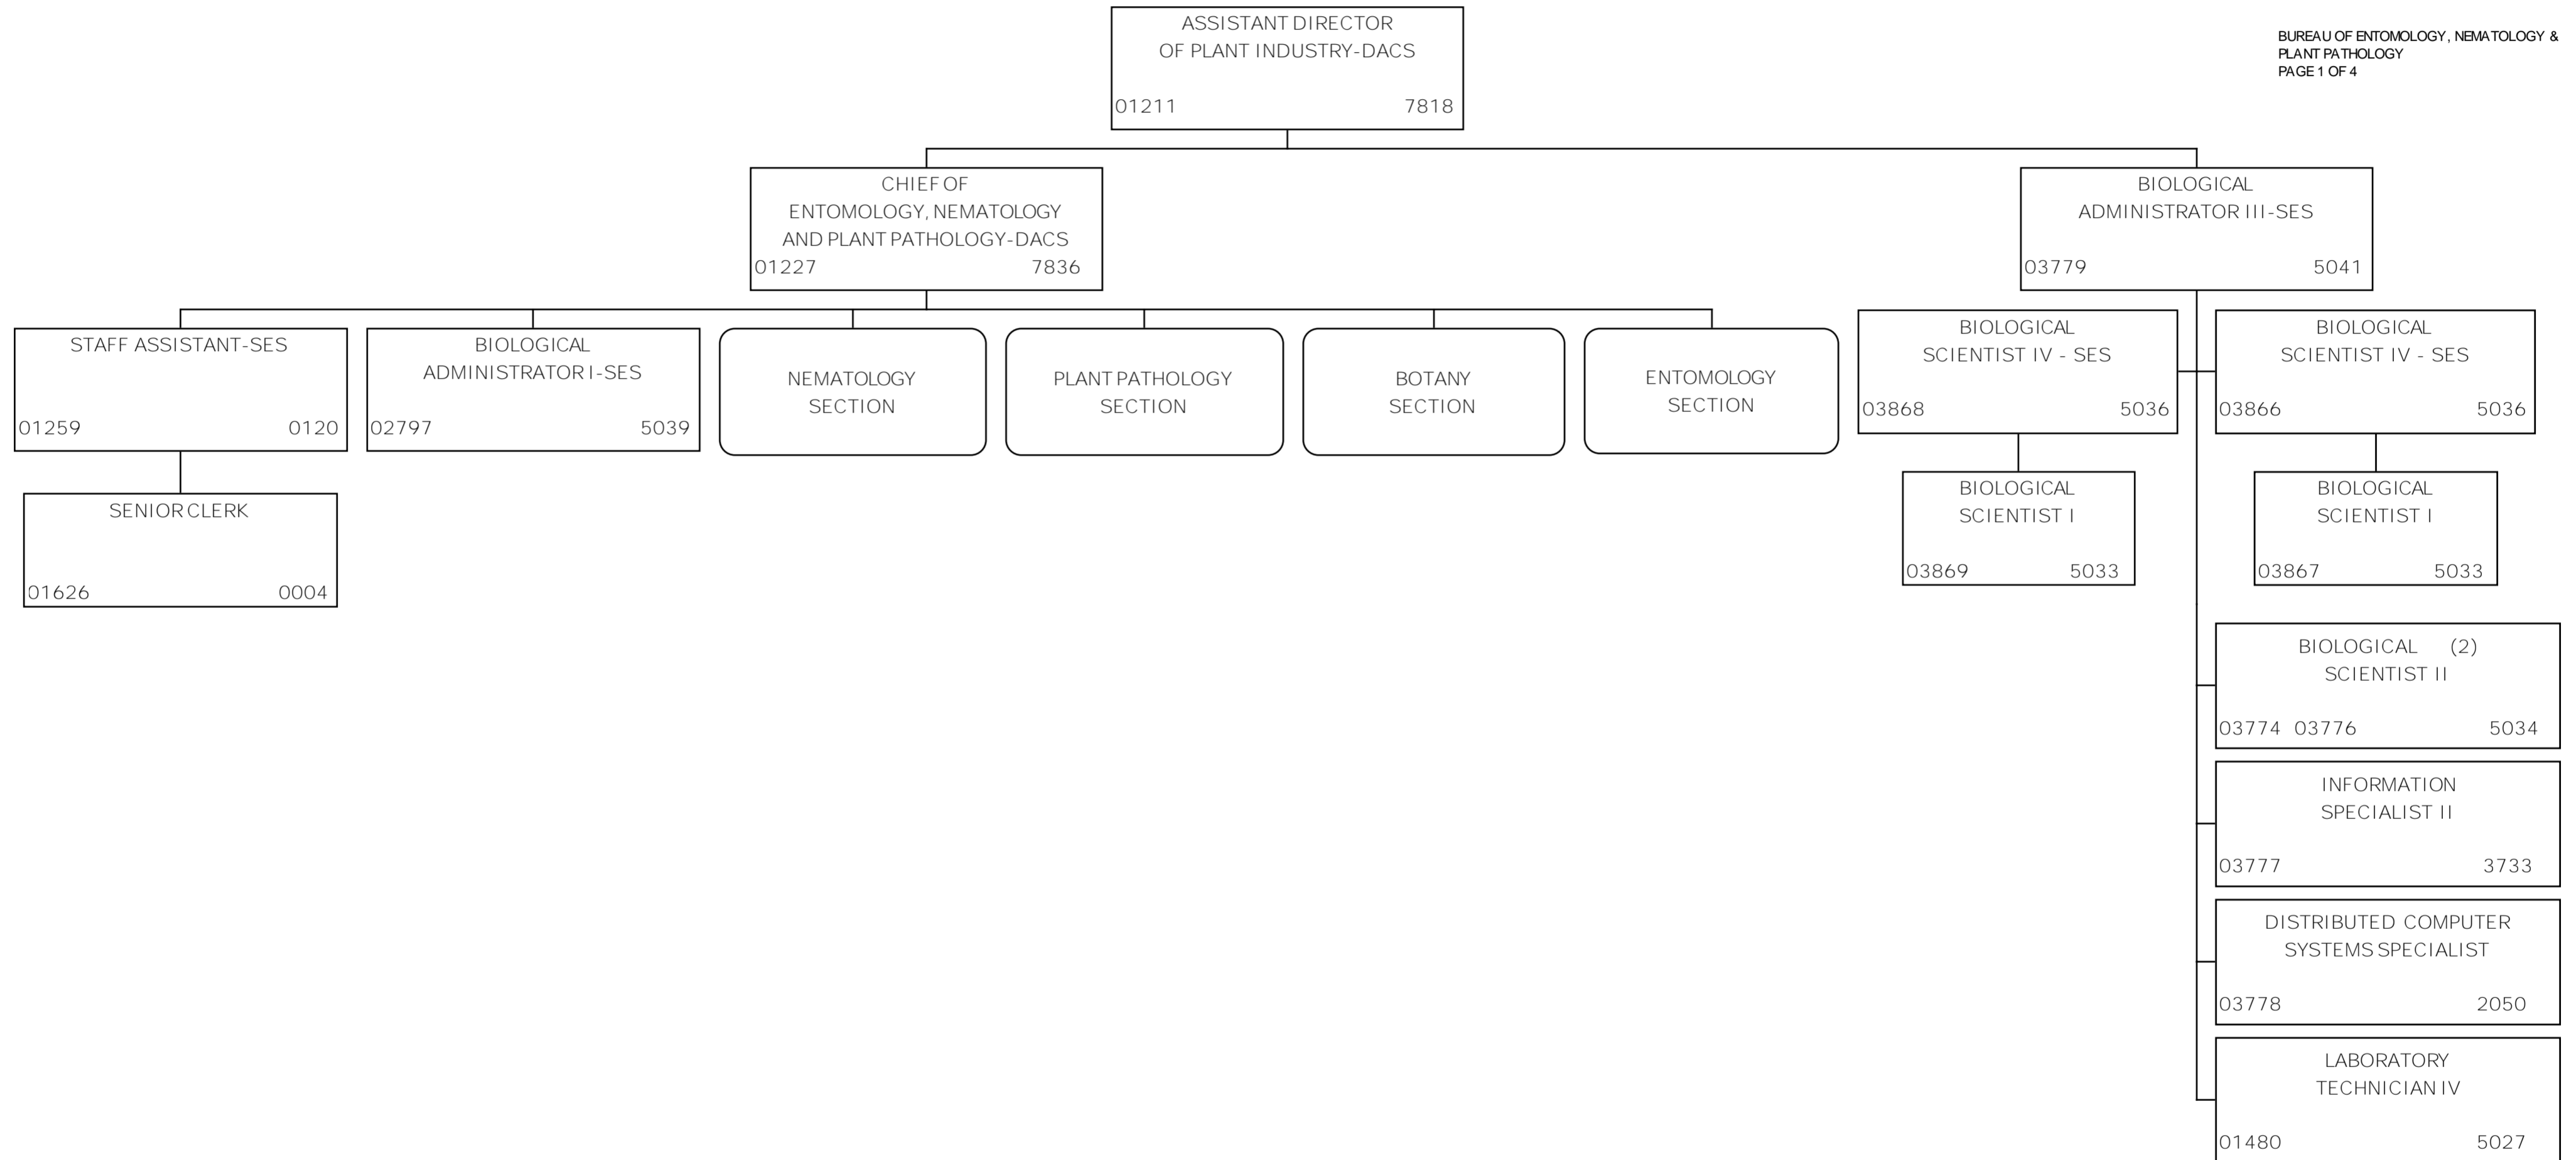 ASSISTANT DIRECTOR
OF PLANT INDUSTRY-DACS
01211 7818
BUREAU OF ENTOMOLOGY, NEMATOLOGY &
PLANT PATHOLOGY
PAGE 1 OF 4
CHIEF OF
ENTOMOLOGY, NEMATOLOGY
AND PLANT PATHOLOGY-DACS
01227 7836
BIOLOGICAL
ADMINISTRATOR III-SES
03779 5041
STAFF ASSISTANT-SES
01259 0120
BIOLOGICAL
ADMINISTRATOR I-SES
02797 5039
NEMATOLOGY
SECTION
PLANT PATHOLOGY
SECTION
BOTANY
SECTION
ENTOMOLOGY
SECTION
BIOLOGICAL
SCIENTIST IV - SES
03868 5036
BIOLOGICAL
SCIENTIST IV - SES
03866 5036
SENIOR CLERK
01626 0004
BIOLOGICAL
SCIENTIST I
03869 5033
BIOLOGICAL
SCIENTIST I
03867 5033
BIOLOGICAL (2)
SCIENTIST II
03774 03776 5034
INFORMATION
SPECIALIST II
03777 3733
DISTRIBUTED COMPUTER
SYSTEMS SPECIALIST
03778 2050
LABORATORY
TECHNICIAN IV
01480 5027